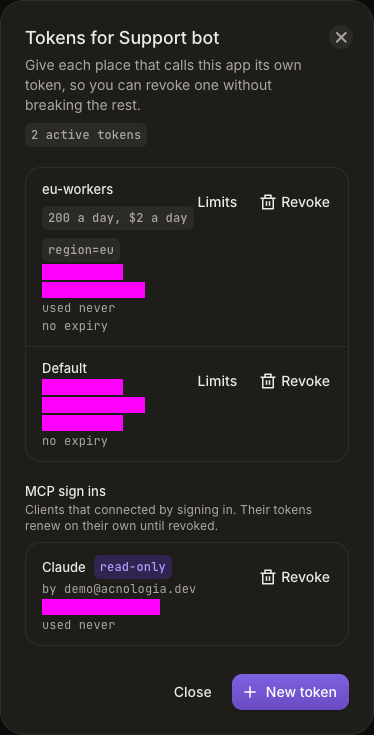 Tokens for Support bot
Give each place that calls this app its own
token, so you can revoke one without
breaking the rest.
2 active tokens
eu-workers
Limits
Revoke
200 a day, $2 a day
region=eu
used never
no expiry
Default
Limits
Revoke
no expiry
MCP sign ins
Clients that connected by signing in. Their tokens
renew on their own until revoked.
Claude read-only
Revoke
by demo@acnologia.dev
used never
Close
New token